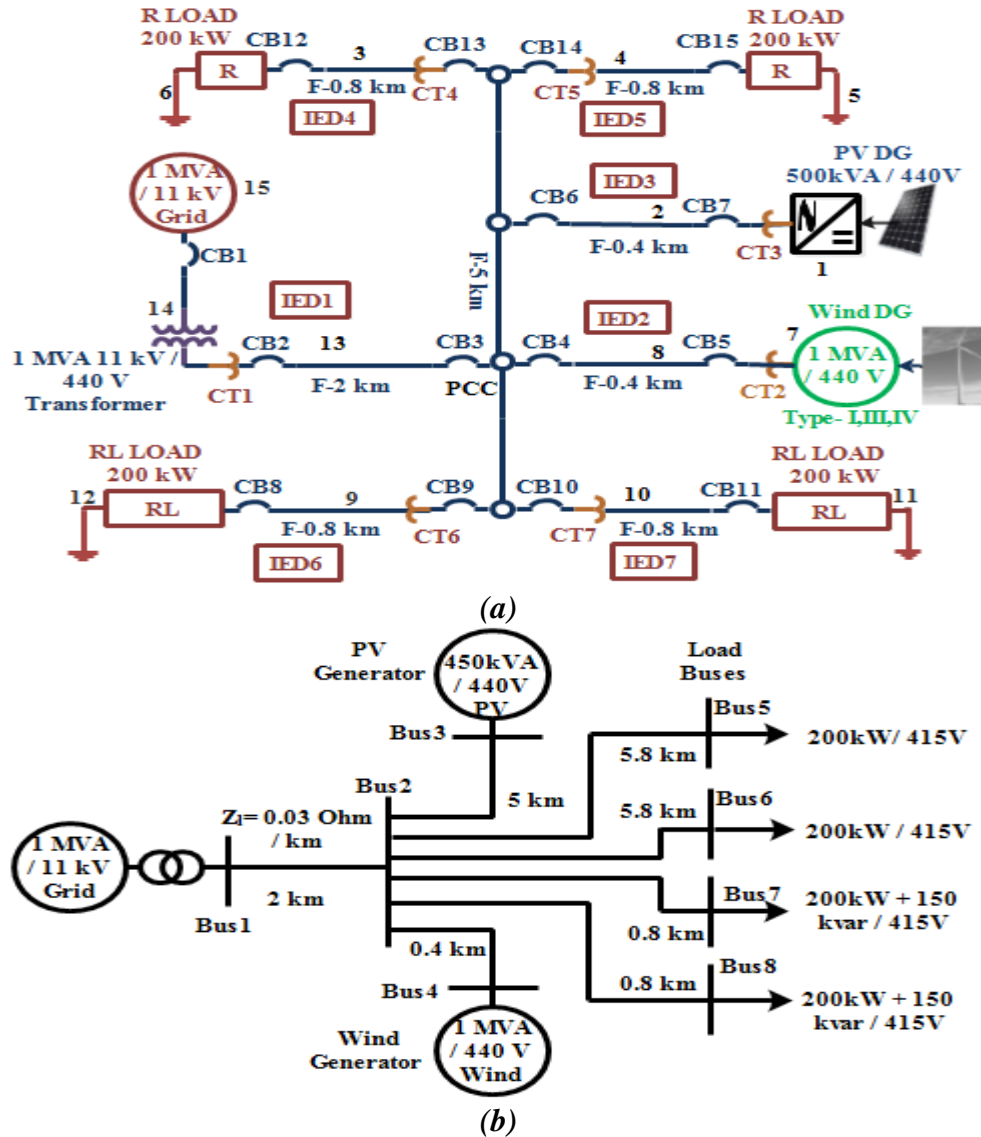 R LOAD
200 kW
CB12
3
CB13
CB14
4
CB15
R LOAD
200 kW
R
R
6
F-0.8 km
CT4
CT5
F-0.8 km
5
IED4
IED5
1 MVA
/ 11 kV
Grid
15
IED3
PV DG
500kVA / 440V
CB6
2
CB7
N
CB1
F-0.4 km
CT3
1
F-5 km
14
IED1
IED2
Wind DG
CB2
13
CB3
CB4
8
CB5
7
1 MVA
/ 440 V
1 MVA 11 kV /
440 V
Transformer
CT1
F-2 km
PCC
F-0.4 km
CT2
Type- I,III,IV
RL LOAD
200 kW
RL LOAD
200 kW
12
CB8
9
CB9
CB10
10
CB11
11
RL
RL
F-0.8 km
CT6
CT7
F-0.8 km
IED6
IED7
(a)
PV
Generator
450kVA
/ 440V
PV
Load
Buses
Bus3
Bus5
200kW/ 415V
5.8 km
Bus2
5 km
5.8 km
Bus6
200kW / 415V
Zl= 0.03 Ohm
/ km
1 MVA
/ 11 kV
Grid
Bus1
2 km
Bus7
200kW + 150
kvar / 415V
0.8 km
0.4 km
Bus4
0.8 km
Bus8
200kW + 150
kvar / 415V
Wind
Generator
1 MVA
/ 440 V
Wind
(b)